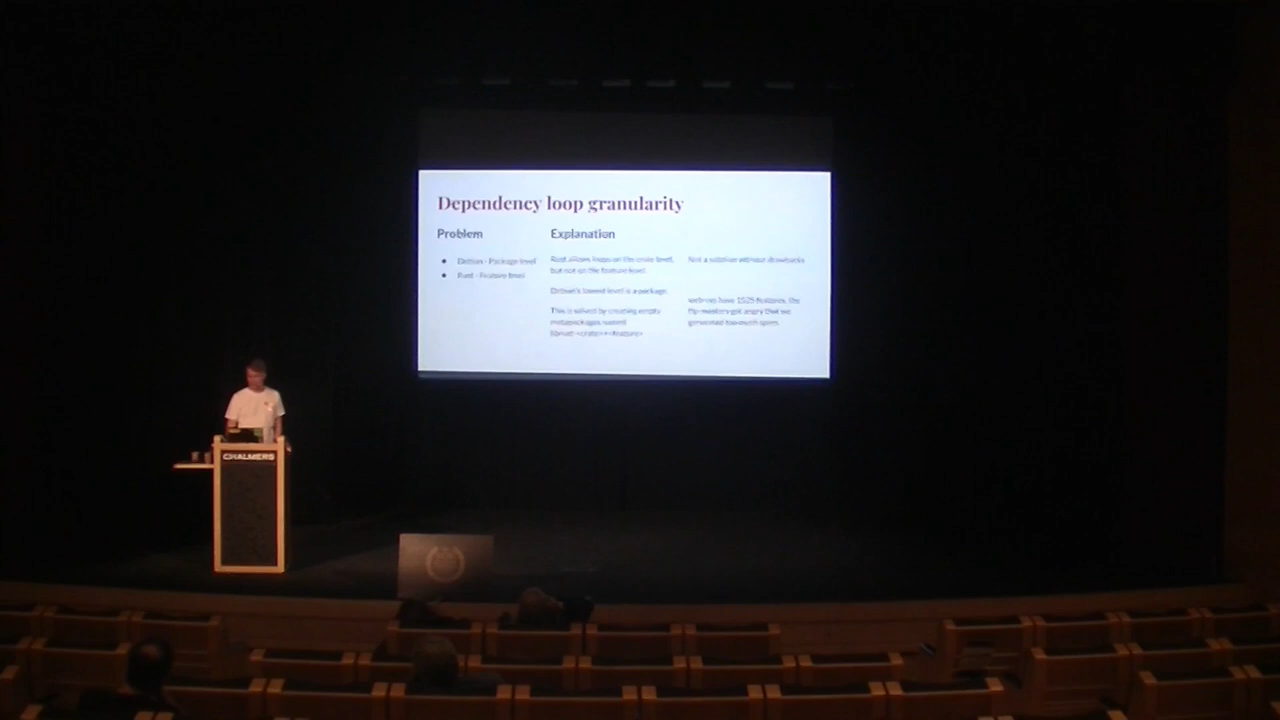 Dependency loop granularity
Problem
Explanation
Debian - Package level
Rust - Feature level
Rust allows loops on the crate level,
but not on the feature level.
Debian's lowest level is a package.
This is solved by creating empty
metapackages named
librust-<crate>+<feature>
Not a solution without drawbacks
web-sys have 1525 features, the
ftp-masters got angry that we
generated too much spam.
CHALMERS